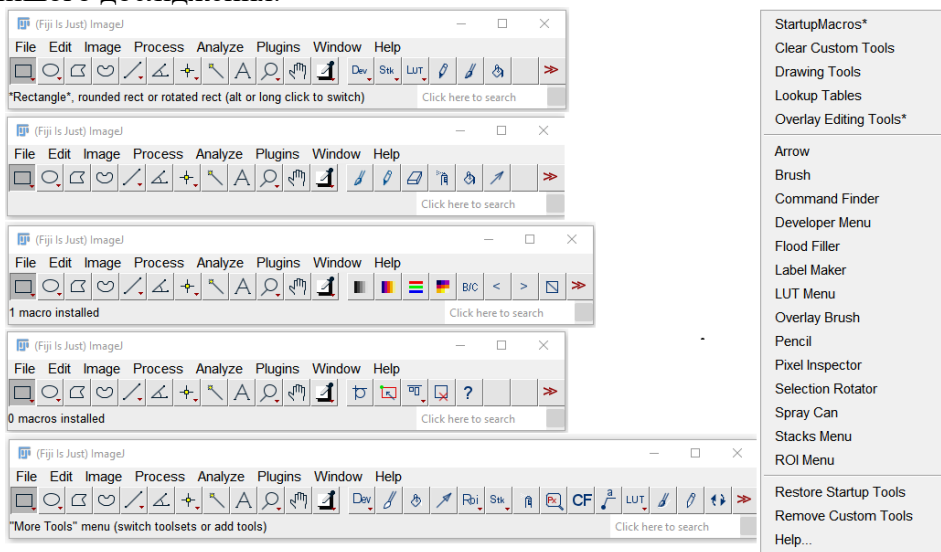 (Fiji Is Just) ImageJ
File Edit Image Process Analyze Plugins Window Help
Dev Stk LUT
*Rectangle*, rounded rect or rotated rect (alt or long click to switch)
Click here to search
(Fiji Is Just) ImageJ
File Edit Image Process Analyze Plugins Window Help
Click here to search
(Fiji Is Just) ImageJ
File Edit Image Process Analyze Plugins Window Help
B/C < >
1 macro installed
Click here to search
(Fiji Is Just) ImageJ
File Edit Image Process Analyze Plugins Window Help
?
0 macros installed
Click here to search
(Fiji Is Just) ImageJ
File Edit Image Process Analyze Plugins Window Help
Dev Rbi Stk Px CF a LUT
"More Tools" menu (switch toolsets or add tools)
Click here to search
StartupMacros*
Clear Custom Tools
Drawing Tools
Lookup Tables
Overlay Editing Tools*
Arrow
Brush
Command Finder
Developer Menu
Flood Filler
Label Maker
LUT Menu
Overlay Brush
Pencil
Pixel Inspector
Selection Rotator
Spray Can
Stacks Menu
ROI Menu
Restore Startup Tools
Remove Custom Tools
Help...